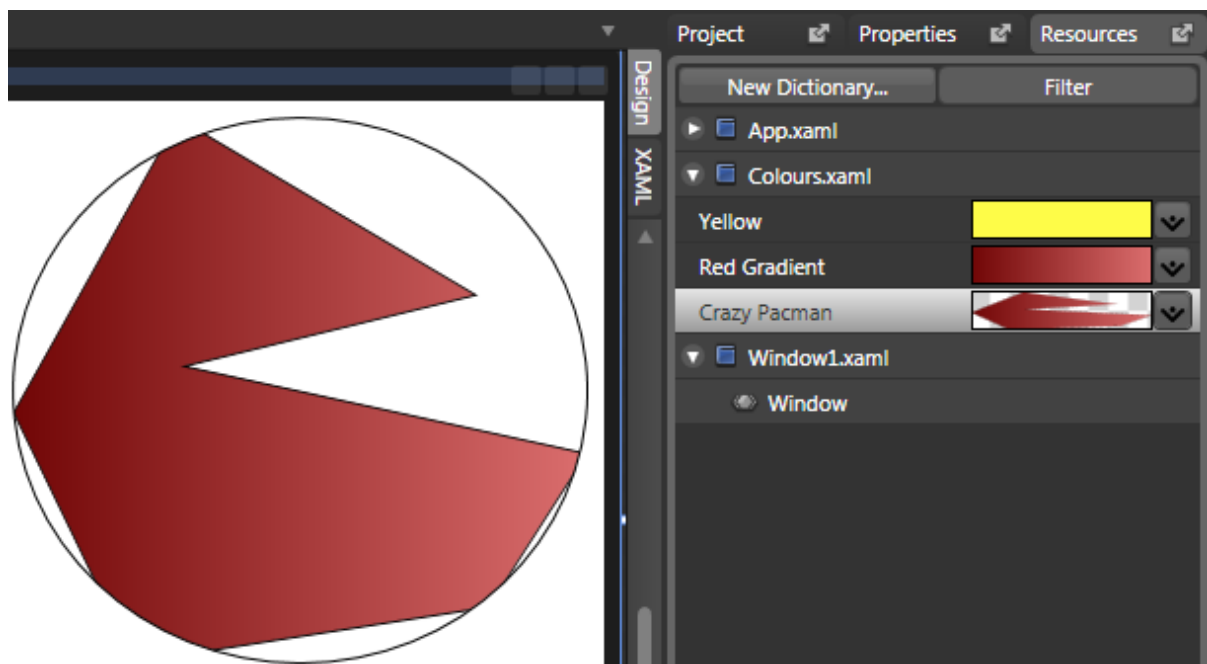 Project Properties Resources
Design
XAML
New Dictionary... Filter
App.xaml
Colours.xaml
Yellow
Red Gradient
Crazy Pacman
Window1.xaml
Window